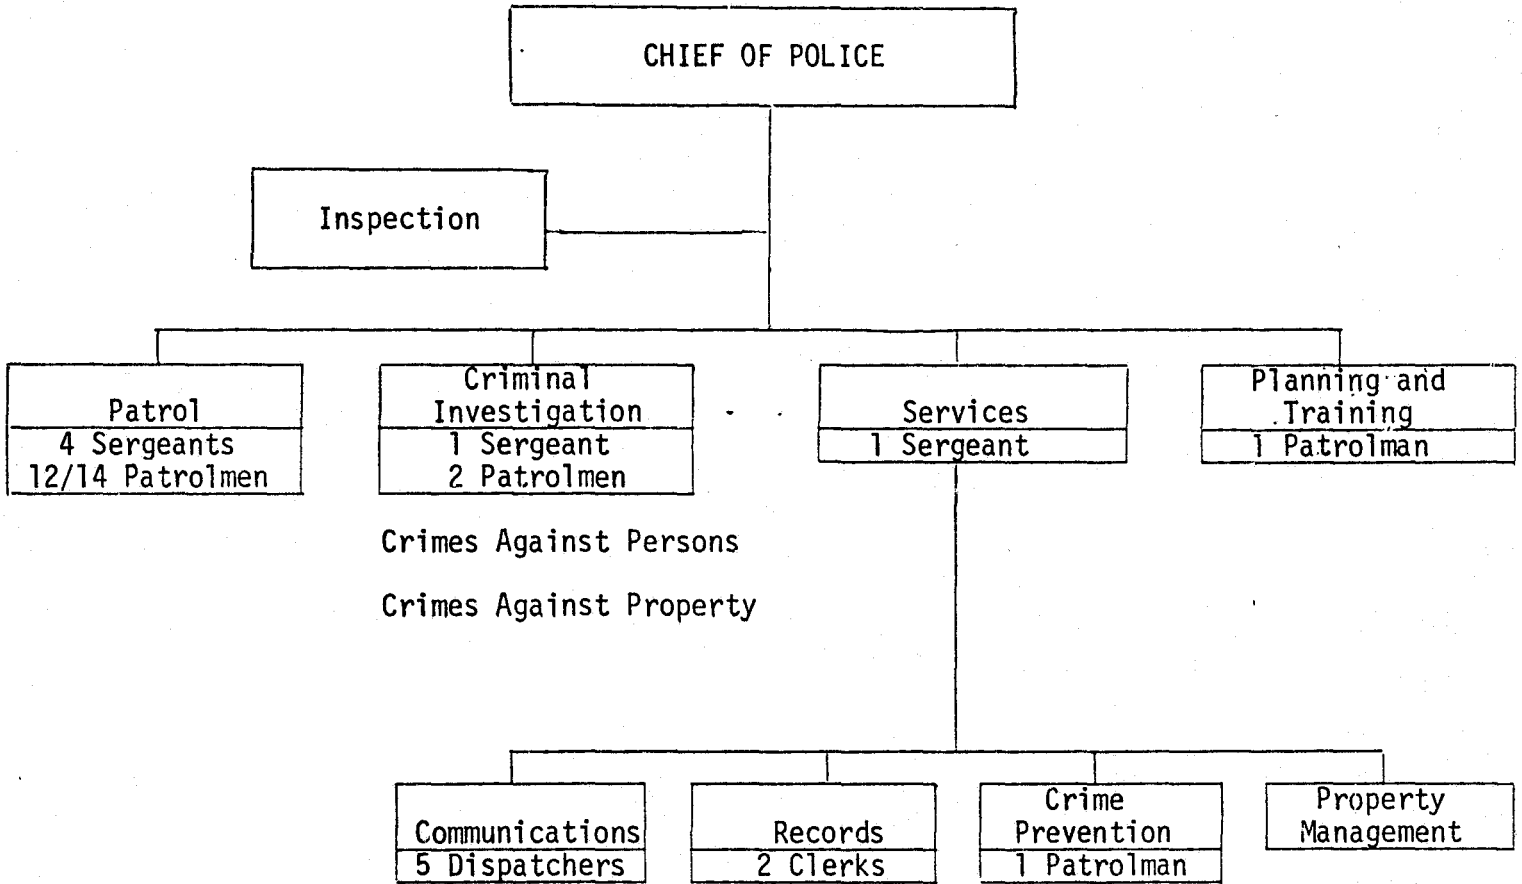 CHIEF OF POLICE
Inspection
Patrol
4 Sergeants
12/14 Patrolmen
Criminal
Investigation
1 Sergeant
2 Patrolmen
Crimes Against Persons
Crimes Against Property
Services
1 Sergeant
Planning and
Training
1 Patrolman
Communications
5 Dispatchers
Records
2 Clerks
Crime
Prevention
1 Patrolman
Property
Management